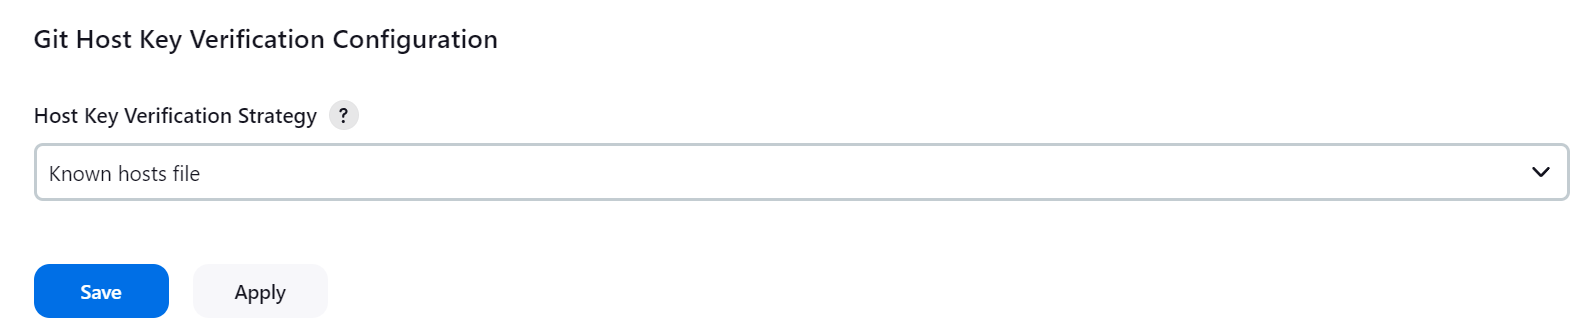 Git Host Key Verification Configuration
Host Key Verification Strategy ?
Known hosts file
Save Apply